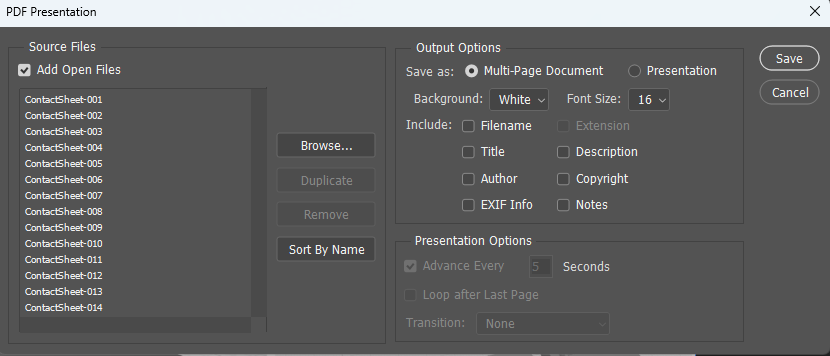 PDF Presentation
Source Files
Add Open Files
ContactSheet-001
ContactSheet-002
ContactSheet-003
ContactSheet-004
ContactSheet-005
ContactSheet-006
ContactSheet-007
ContactSheet-008
ContactSheet-009
ContactSheet-010
ContactSheet-011
ContactSheet-012
ContactSheet-013
ContactSheet-014
Browse...
Duplicate
Remove
Sort By Name
Output Options
Save as: Multi-Page Document Presentation
Background: White Font Size: 16
Include: Filename Extension
Title Description
Author Copyright
EXIF Info Notes
Presentation Options
Advance Every 5 Seconds
Loop after Last Page
Transition: None
Save
Cancel